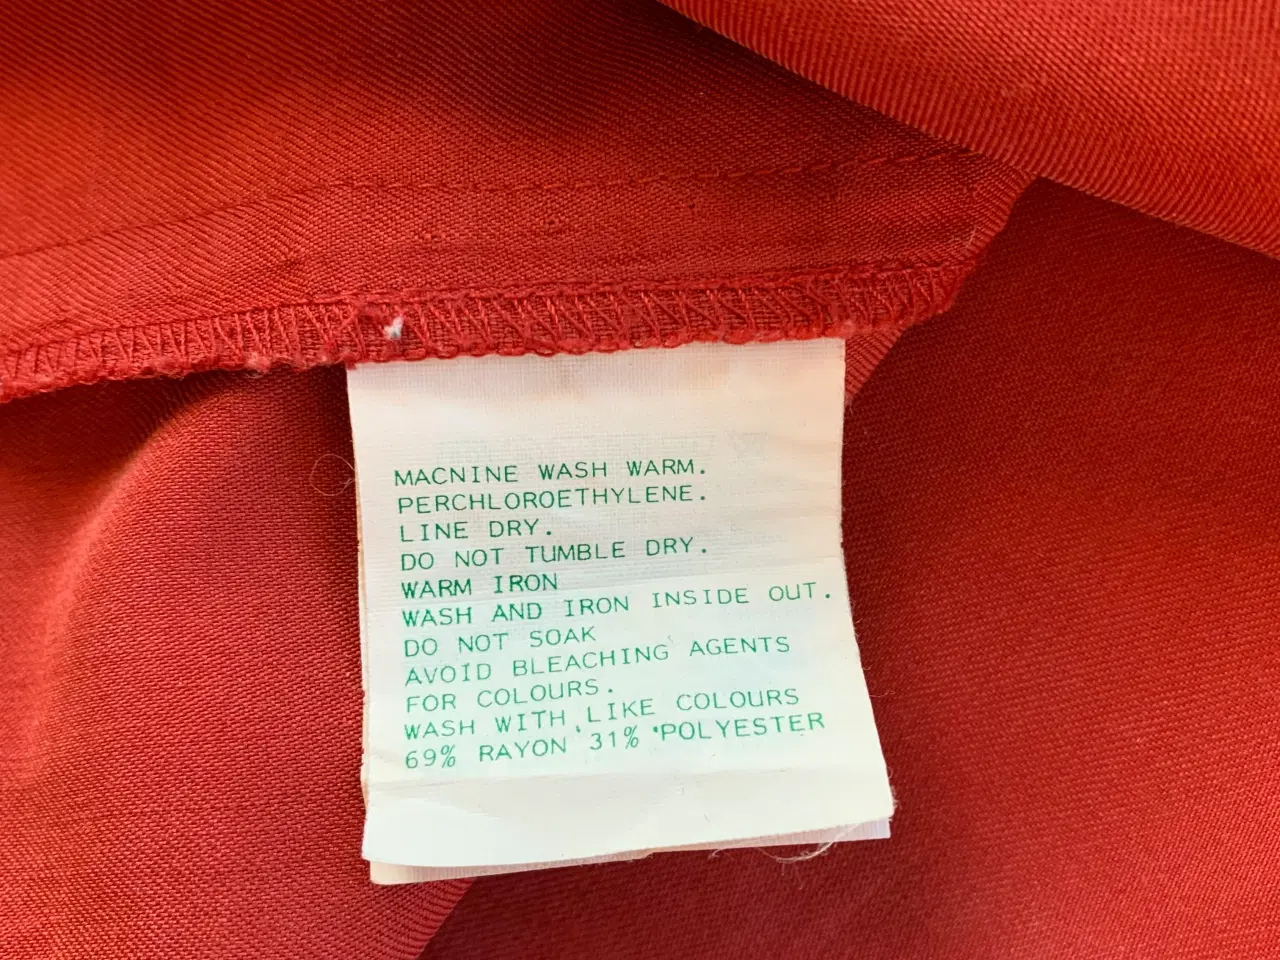 MACNINE WASH WARM.
PERCHLOROETHYLENE.
LINE DRY.
DO NOT TUMBLE DRY.
WARM IRON
WASH AND IRON INSIDE OUT.
DO NOT SOAK
AVOID BLEACHING AGENTS
FOR COLOURS.
WASH WITH LIKE COLOURS
69% RAYON 31% POLYESTER